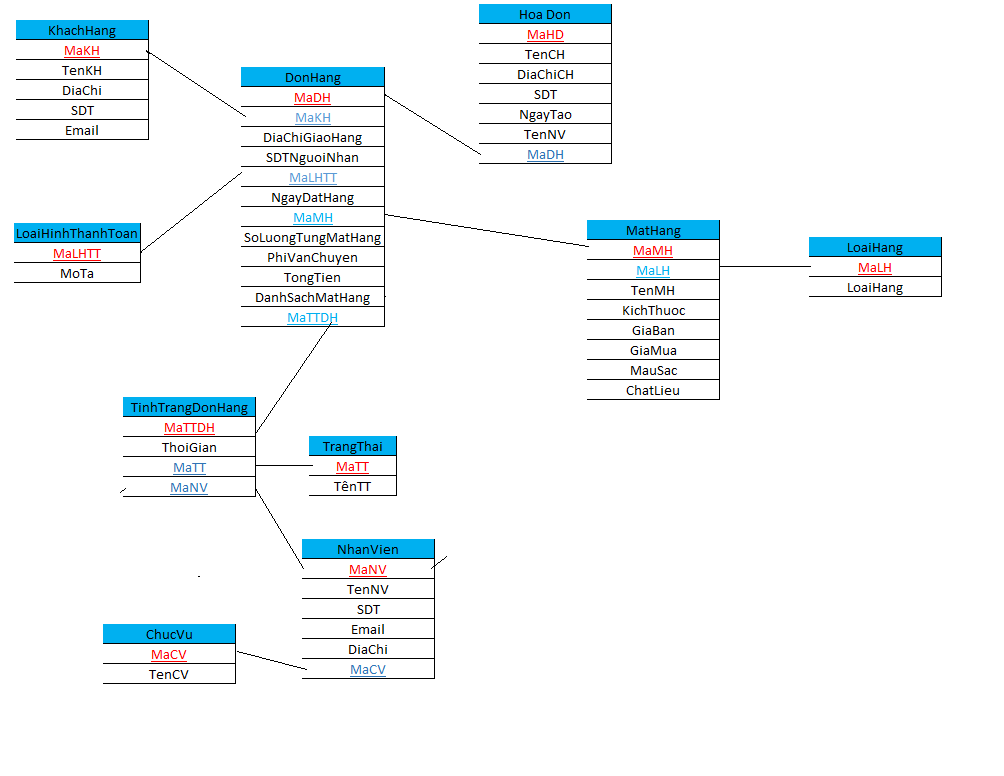 KhachHang
MaKH
TenKH
DiaChi
SDT
Email
Hoa Don
MaHD
TenCH
DiaChiCH
SDT
NgayTao
TenNV
MaDH
DonHang
MaDH
MaKH
DiaChiGiaoHang
SDTNguoiNhan
MaLHTT
NgayDatHang
MaMH
SoLuongTungMatHang
PhiVanChuyen
TongTien
DanhSachMatHang
MaTTDH
LoaiHinhThanhToan
MaLHTT
MoTa
MatHang
MaMH
MaLH
TenMH
KichThuoc
GiaBan
GiaMua
MauSac
ChatLieu
LoaiHang
MaLH
LoaiHang
TinhTrangDonHang
MaTTDH
ThoiGian
MaTT
MaNV
TrangThai
MaTT
TênTT
NhanVien
MaNV
TenNV
SDT
Email
DiaChi
MaCV
ChucVu
MaCV
TenCV